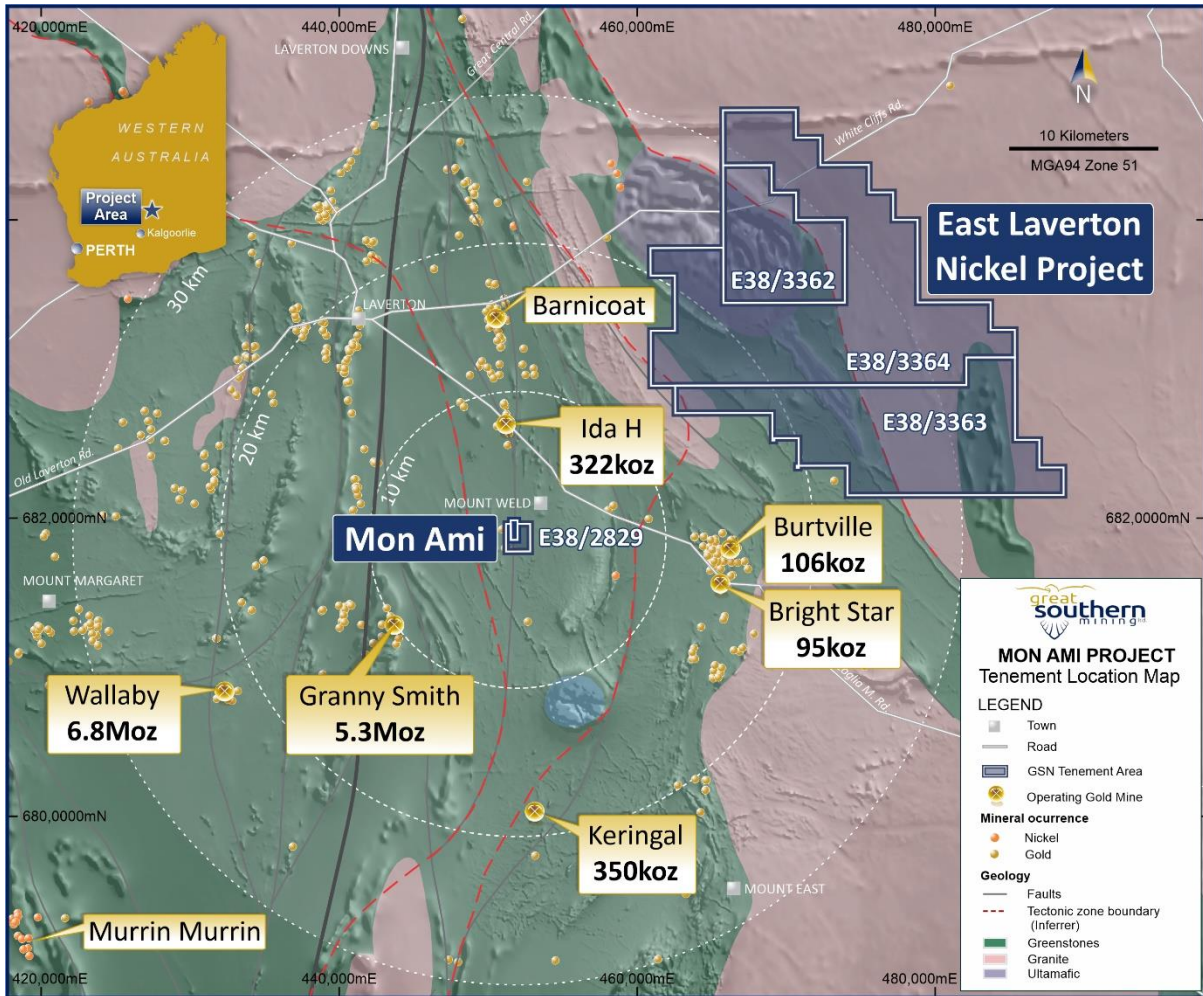 420,000mE
440,000mE
460,000mE
480,000mE
LAVERTON DOWNS
Great Central Rd.
White Cliffs Rd.
N
10 Kilometers
MGA94 Zone 51
WESTERN
AUSTRALIA
Project
Area
Kalgoorlie
PERTH
East Laverton
Nickel Project
E38/3362
E38/3364
E38/3363
30 km
20 km
10 km
LAVERTON
Barnicoat
Ida H
322koz
Old Laverton Rd.
MOUNT WELD
682,0000mN
682,0000mN
Mon Ami
E38/2829
Burtville
106koz
Bright Star
95koz
MOUNT MARGARET
Wallaby
6.8Moz
Granny Smith
5.3Moz
M. Rd.
680,0000mN
Keringal
350koz
MOUNT EAST
Murrin Murrin
420,000mE
440,000mE
460,000mE
480,000mE
great
southern
mining
MON AMI PROJECT
Tenement Location Map
LEGEND
Town
Road
GSN Tenement Area
Operating Gold Mine
Mineral ocurrence
Nickel
Gold
Geology
Faults
Tectonic zone boundary
(Inferrer)
Greenstones
Granite
Ultamafic